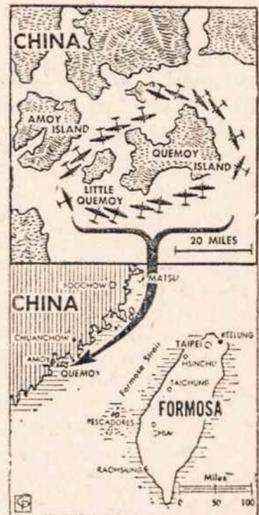 CHINA
AMOY
ISLAND
QUEMOY
ISLAND
LITTLE
QUEMOY
20 MILES
MATSU
FOOCHOW
CHINA
CHUANCHOW
AMOY
QUEMOY
Formosa Strait
KEELUNG
TAIPEI
HSINCHU
TAICHUNG
FORMOSA
PESCADORES
CHIAI
KAOHSIUNG
Miles
0 50 100
CP